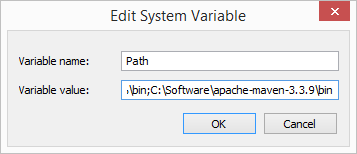 Edit System Variable
Variable name: Path
Variable value: \bin;C:\Software\apache-maven-3.3.9\bin
OK Cancel